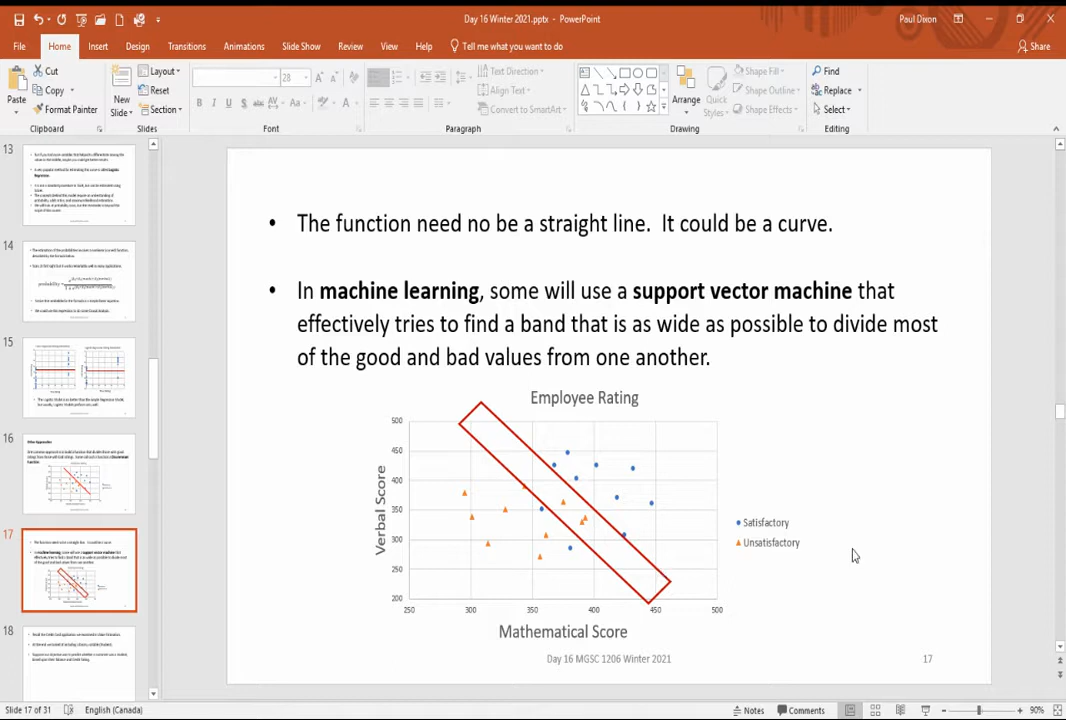 Day 16 Winter 2021.pptx - PowerPoint
Paul Dixon
File Home Insert Design Transitions Animations Slide Show Review View Help Tell me what you want to do Share
Paste
Cut
Copy
Format Painter
Clipboard
New Slide
Layout
Reset
Section
Slides
28
Font
Text Direction
Align Text
Convert to SmartArt
Paragraph
Arrange
Quick Styles
Shape Fill
Shape Outline
Shape Effects
Drawing
Find
Replace
Select
Editing
13
14
15
16
17
18
• The function need no be a straight line. It could be a curve.
• In machine learning, some will use a support vector machine that
effectively tries to find a band that is as wide as possible to divide most
of the good and bad values from one another.
Employee Rating
Verbal Score
500
450
400
350
300
250
200
250 300 350 400 450 500
Mathematical Score
Satisfactory
Unsatisfactory
Day 16 MGSC 1206 Winter 2021
17
Slide 17 of 31 English (Canada) Notes Comments 90%